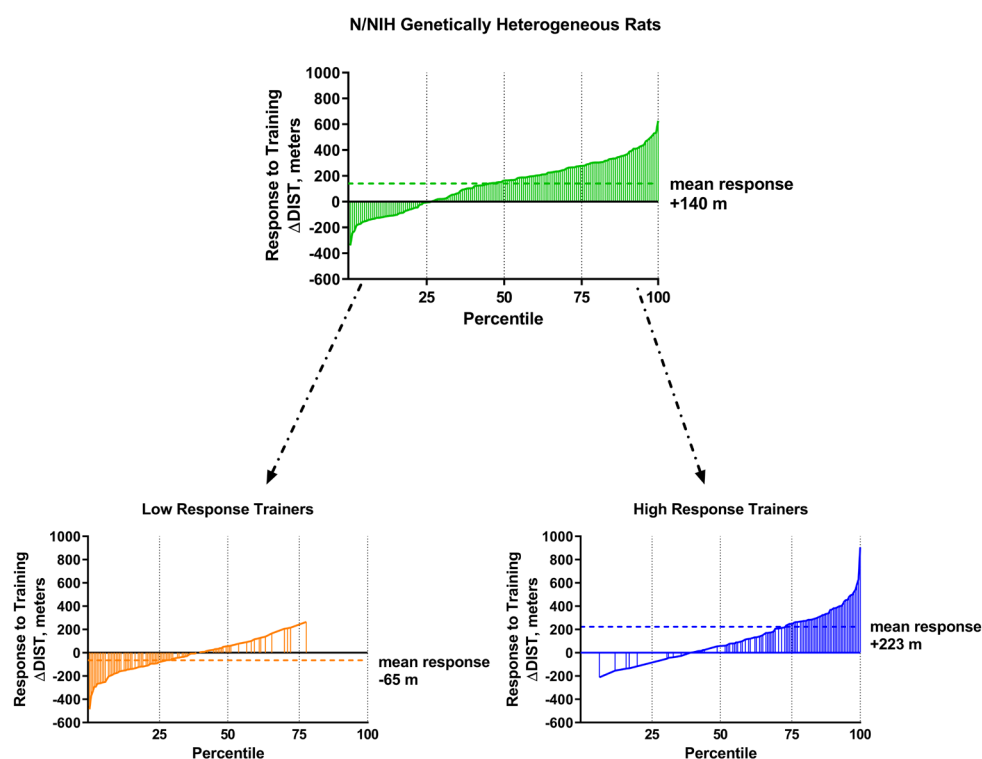 N/NIH Genetically Heterogeneous Rats
Response to Training
ΔDIST, meters
1000
800
600
400
200
0
-200
-400
-600
25
50
75
100
Percentile
mean response
+140 m
Low Response Trainers
Response to Training
ΔDIST, meters
1000
800
600
400
200
0
-200
-400
-600
25
50
75
100
Percentile
mean response
-65 m
High Response Trainers
Response to Training
ΔDIST, meters
1000
800
600
400
200
0
-200
-400
-600
25
50
75
100
Percentile
mean response
+223 m